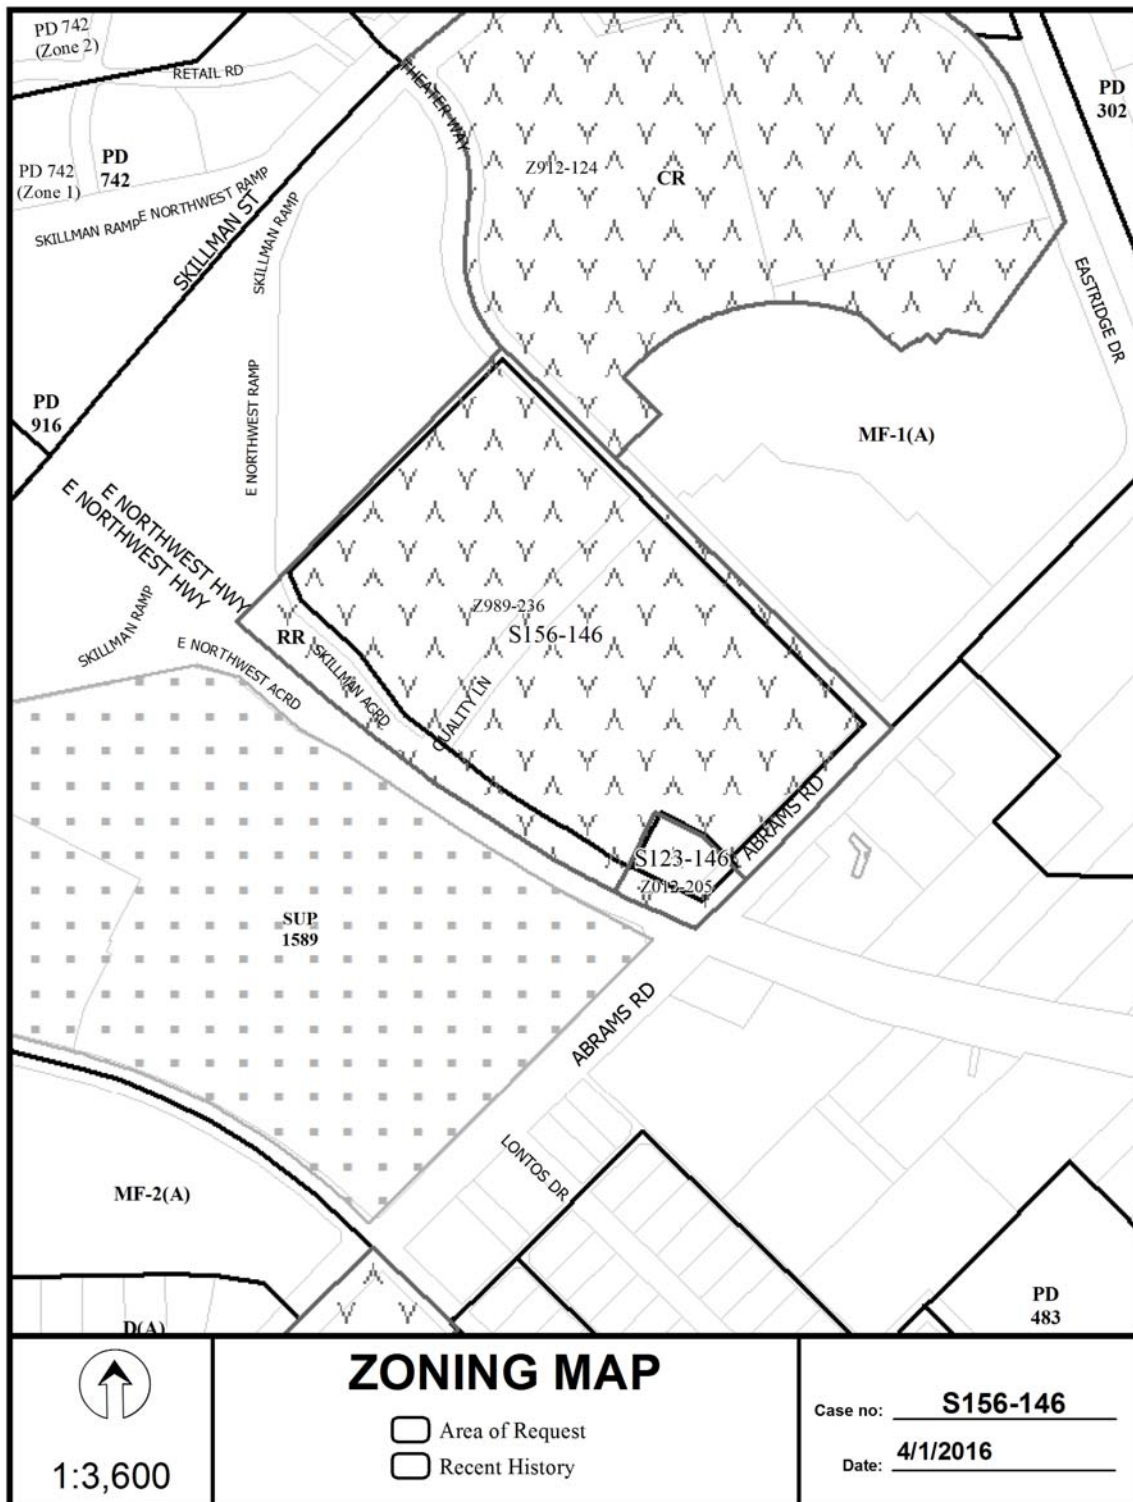 PD 742
(Zone 2)
RETAIL RD
THEATER WAY
PD
302
PD
742
PD 742
(Zone 1)
Z912-124
CR
E NORTHWEST RAMP
SKILLMAN RAMP
SKILLMAN ST
SKILLMAN RAMP
EASTRIDGE DR
E NORTHWEST RAMP
PD
916
MF-1(A)
E NORTHWEST HWY
E NORTHWEST HWY
SKILLMAN RAMP
Z989-236
S156-146
RR
E NORTHWEST ACRD
SKILLMAN ACRD
QUALITY LN
ABRAMS RD
S123-146
Z012-205
SUP
1589
ABRAMS RD
LONTOS DR
MF-2(A)
PD
483
D(A)
ZONING MAP
Area of Request
Recent History
1:3,600
Case no: S156-146
Date: 4/1/2016